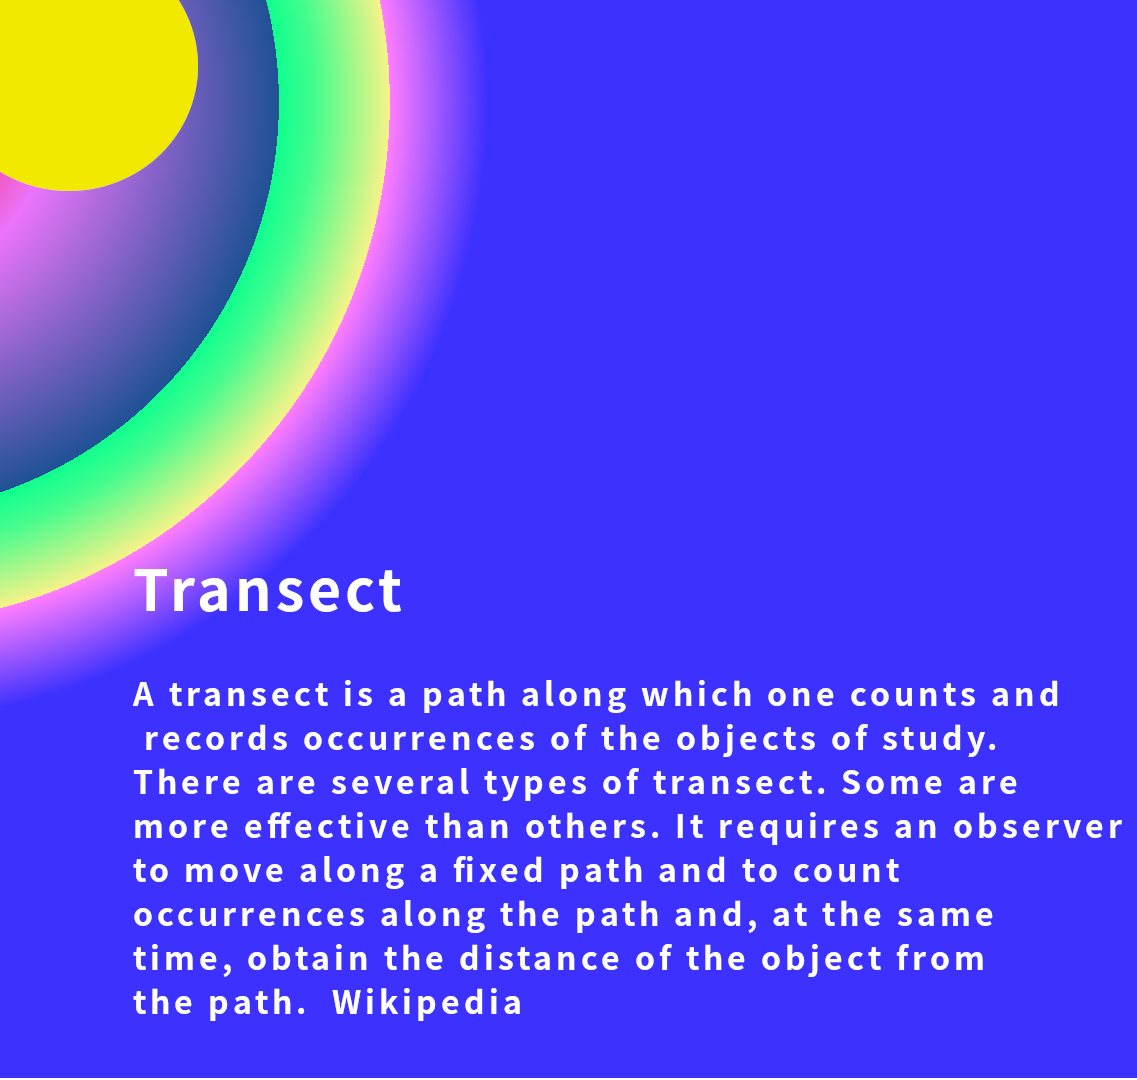 Transect
A transect is a path along which one counts and
records occurrences of the objects of study.
There are several types of transect. Some are
more effective than others. It requires an observer
to move along a fixed path and to count
occurrences along the path and, at the same
time, obtain the distance of the object from
the path.  Wikipedia